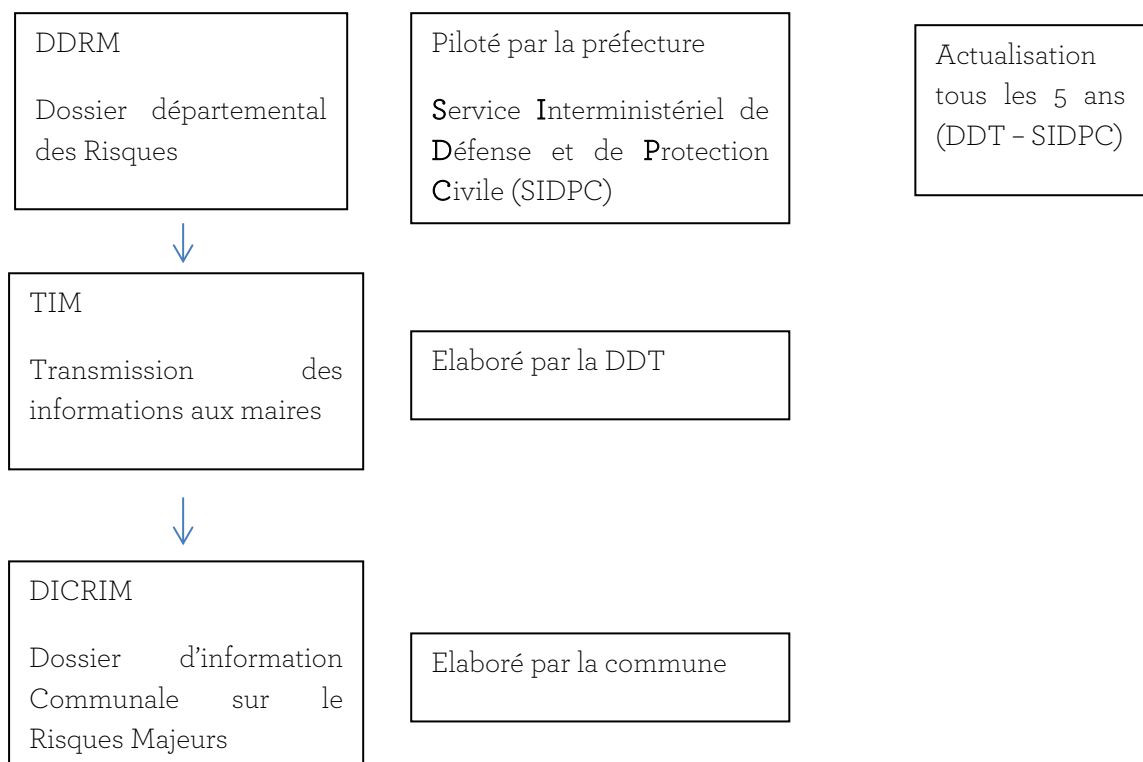 DDRM
Dossier départemental
des Risques
Piloté par la préfecture
Service Interministériel de
Défense et de Protection
Civile (SIDPC)
Actualisation
tous les 5 ans
(DDT – SIDPC)
TIM
Transmission des
informations aux maires
Elaboré par la DDT
DICRIM
Dossier d’information
Communale sur le
Risques Majeurs
Elaboré par la commune